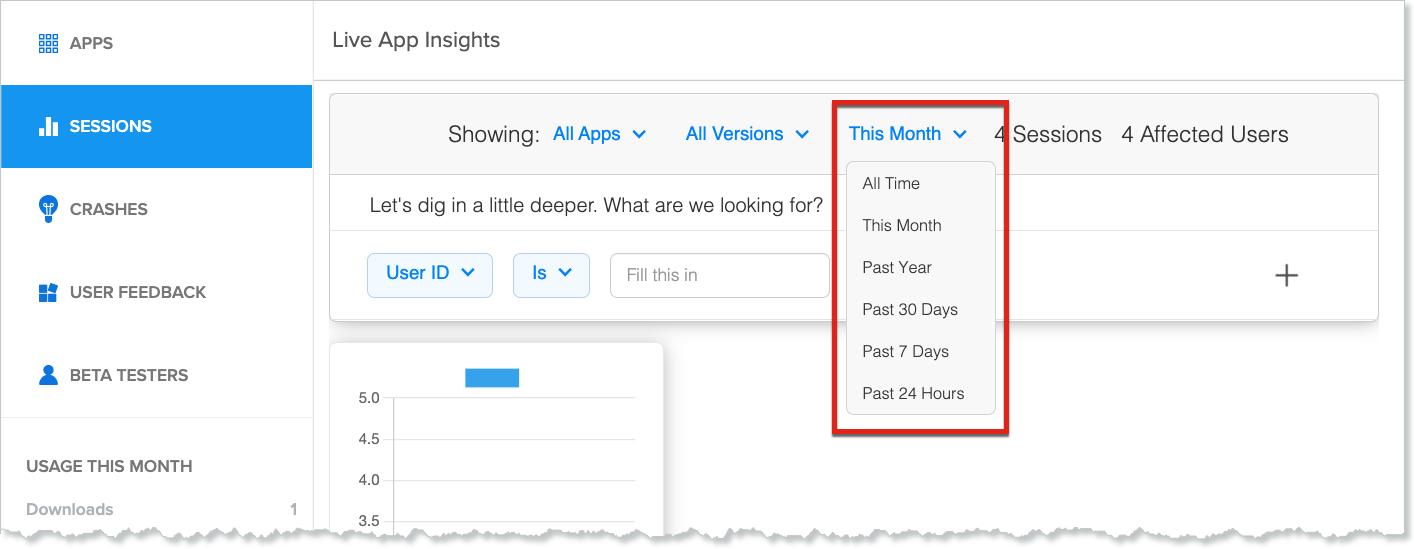 APPS
SESSIONS
CRASHES
USER FEEDBACK
BETA TESTERS
USAGE THIS MONTH
Downloads 1
Live App Insights
Showing: All Apps All Versions This Month 4 Sessions 4 Affected Users
All Time
This Month
Past Year
Past 30 Days
Past 7 Days
Past 24 Hours
Let's dig in a little deeper. What are we looking for?
User ID Is Fill this in
5.0
4.5
4.0
3.5